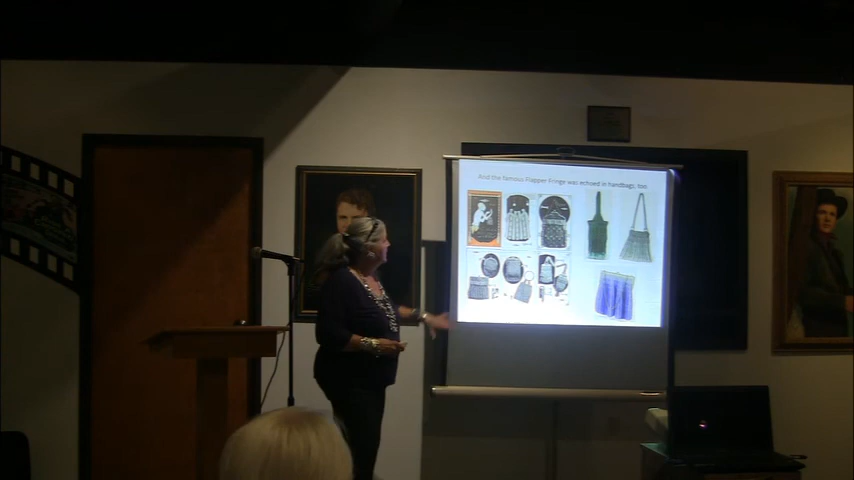 And the famous Flapper Fringe was echoed in handbags, too